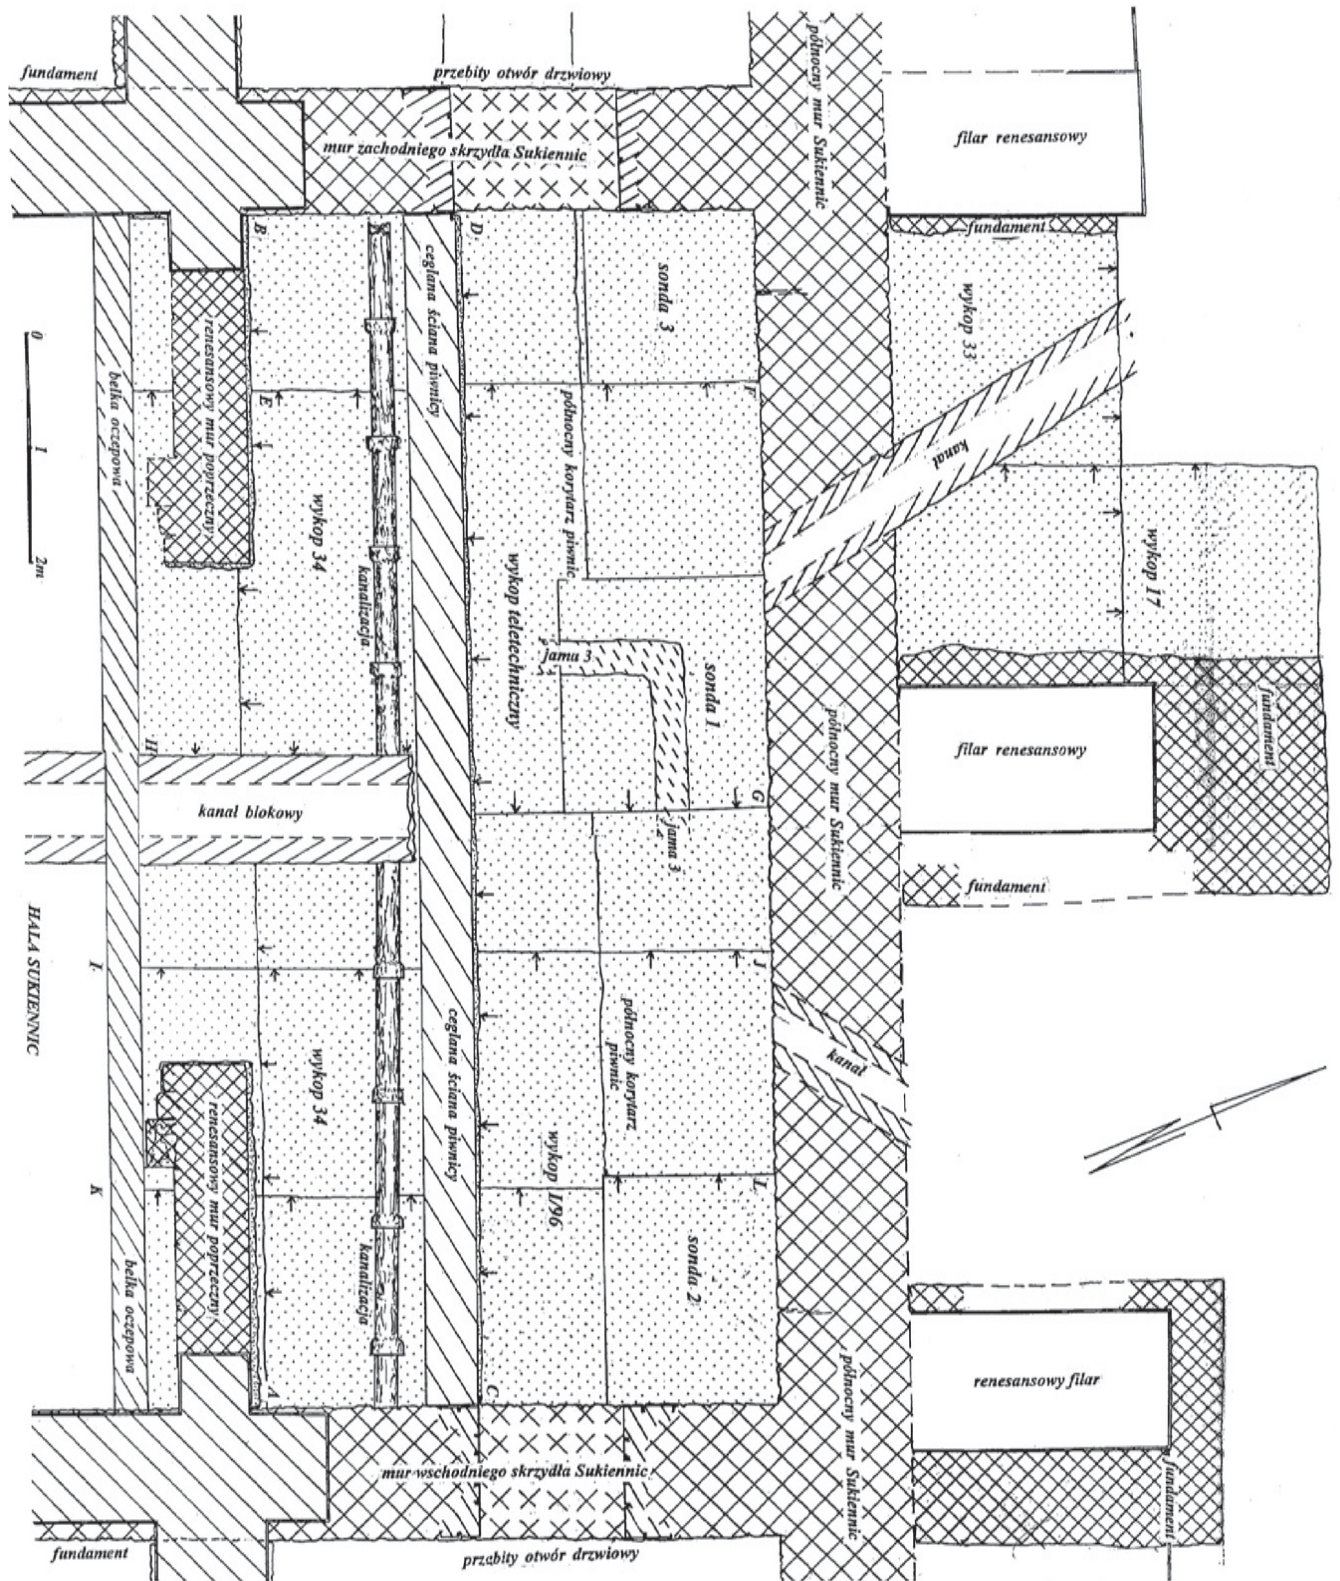 fundament
przebity otwór drzwiowy
północny mur Sukiennic
filar renesansowy
mur zachodniego skrzydła Sukiennic
fundament
B
D
ceglana ściana piwnicy
sonda 3
wykop 33
0
1
2m
belka oczepowa
renesansowy mur poprzeczny
E
F
północny korytarz piwnic
kanał
wykop 34
kanalizacja
wykop teletechniczny
wykop 17
jama 3
sonda 1
północny mur Sukiennic
fundament
filar renesansowy
H
G
kanał blokowy
jama 3
fundament
HALA SUKIENNIC
I
J
północny korytarz
piwnic
kanał
wykop 34
ceglana ściana piwnicy
renesansowy mur poprzeczny
K
wykop I/96
L
sonda 2
belka oczepowa
kanalizacja
A
C
północny mur Sukiennic
renesansowy filar
mur wschodniego skrzydła Sukiennic
fundament
fundament
przebity otwór drzwiowy